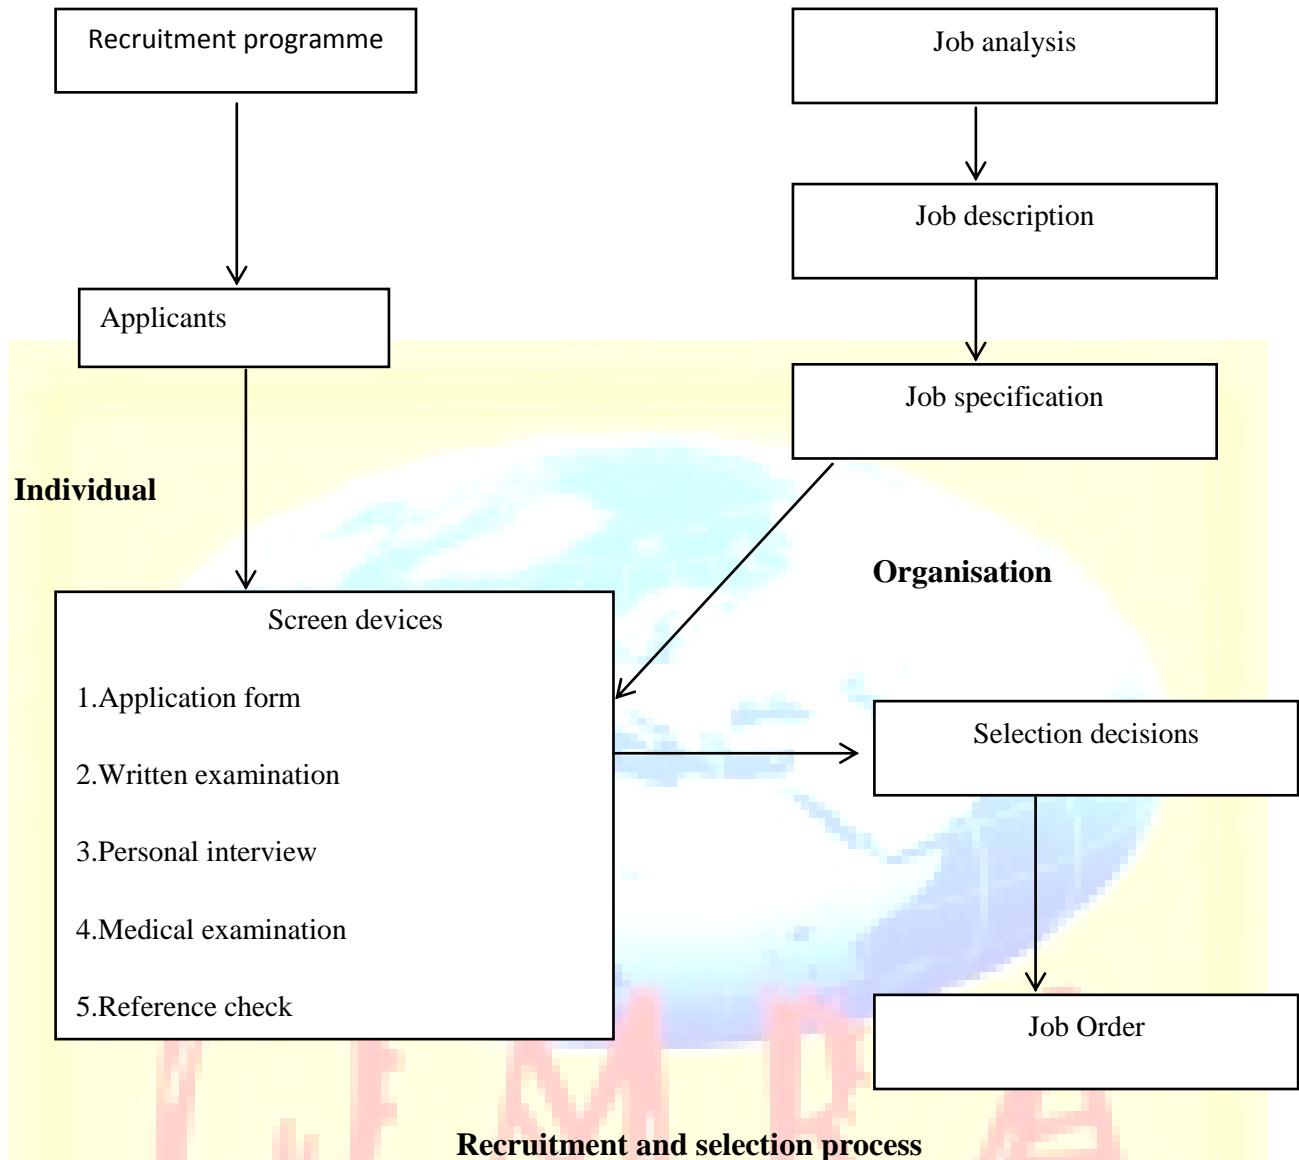 Recruitment programme
Job analysis
Job description
Applicants
Job specification
Individual
Organisation
Screen devices
1.Application form
2.Written examination
3.Personal interview
4.Medical examination
5.Reference check
Selection decisions
Job Order
Recruitment and selection process